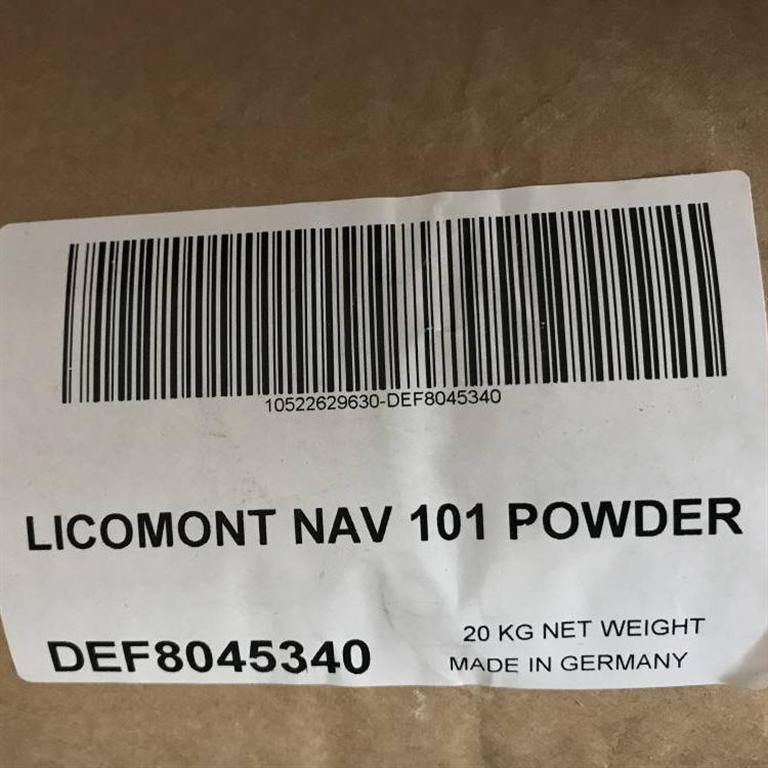 10522629630-DEF8045340
LICOMONT NAV 101 POWDER
DEF8045340
20 KG NET WEIGHT
MADE IN GERMANY